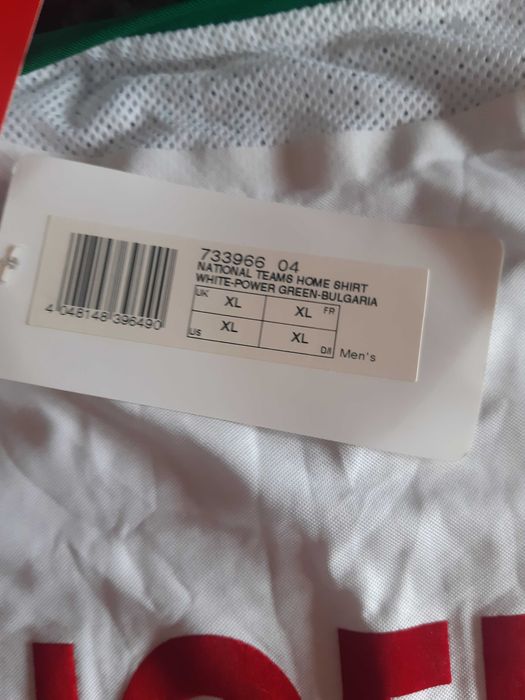 733966 04
NATIONAL TEAMS HOME SHIRT
WHITE-POWER GREEN-BULGARIA
UK XL XL FR
US XL XL D/I Men's
4 048148 396490